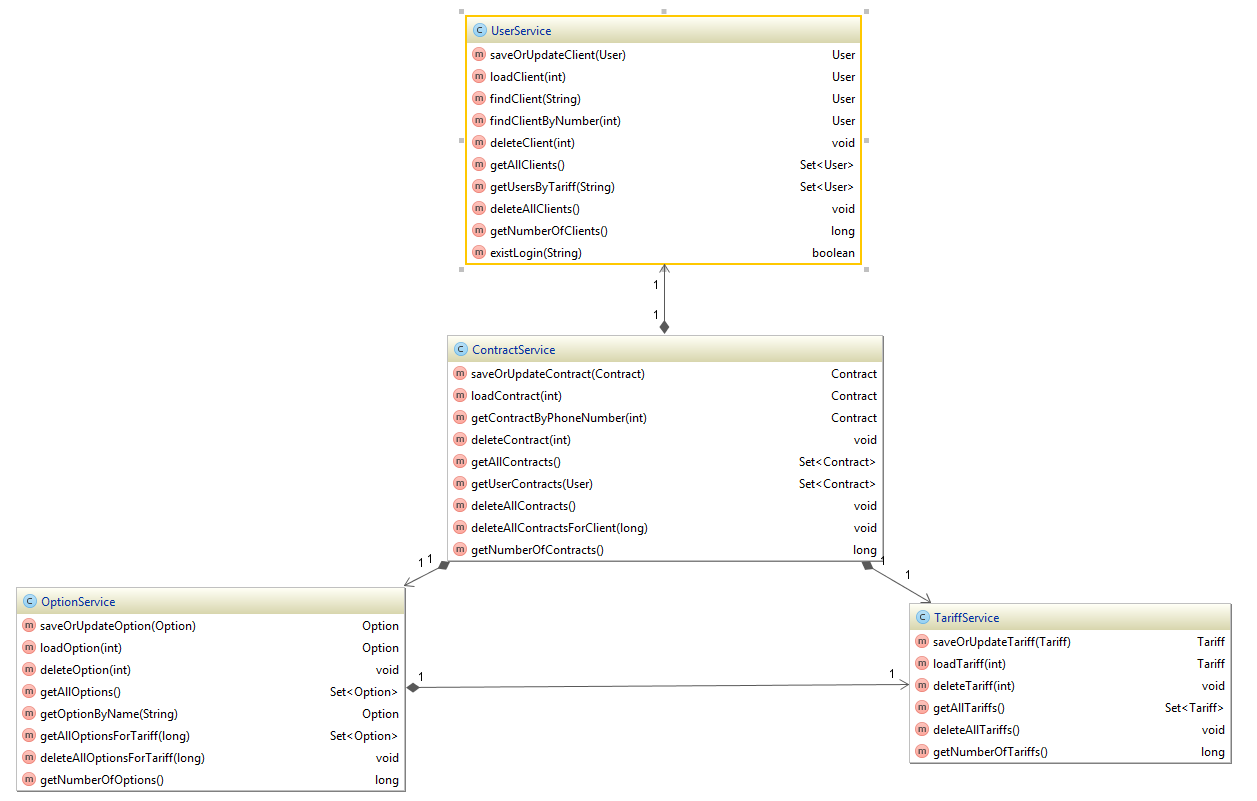 C UserService
m saveOrUpdateClient(User) User
m loadClient(int) User
m findClient(String) User
m findClientByNumber(int) User
m deleteClient(int) void
m getAllClients() Set<User>
m getUsersByTariff(String) Set<User>
m deleteAllClients() void
m getNumberOfClients() long
m existLogin(String) boolean
1
1
C ContractService
m saveOrUpdateContract(Contract) Contract
m loadContract(int) Contract
m getContractByPhoneNumber(int) Contract
m deleteContract(int) void
m getAllContracts() Set<Contract>
m getUserContracts(User) Set<Contract>
m deleteAllContracts() void
m deleteAllContractsForClient(long) void
m getNumberOfContracts() long
1 1
1
1
C OptionService
m saveOrUpdateOption(Option) Option
m loadOption(int) Option
m deleteOption(int) void
m getAllOptions() Set<Option>
m getOptionByName(String) Option
m getAllOptionsForTariff(long) Set<Option>
m deleteAllOptionsForTariff(long) void
m getNumberOfOptions() long
1
1
C TariffService
m saveOrUpdateTariff(Tariff) Tariff
m loadTariff(int) Tariff
m deleteTariff(int) void
m getAllTariffs() Set<Tariff>
m deleteAllTariffs() void
m getNumberOfTariffs() long